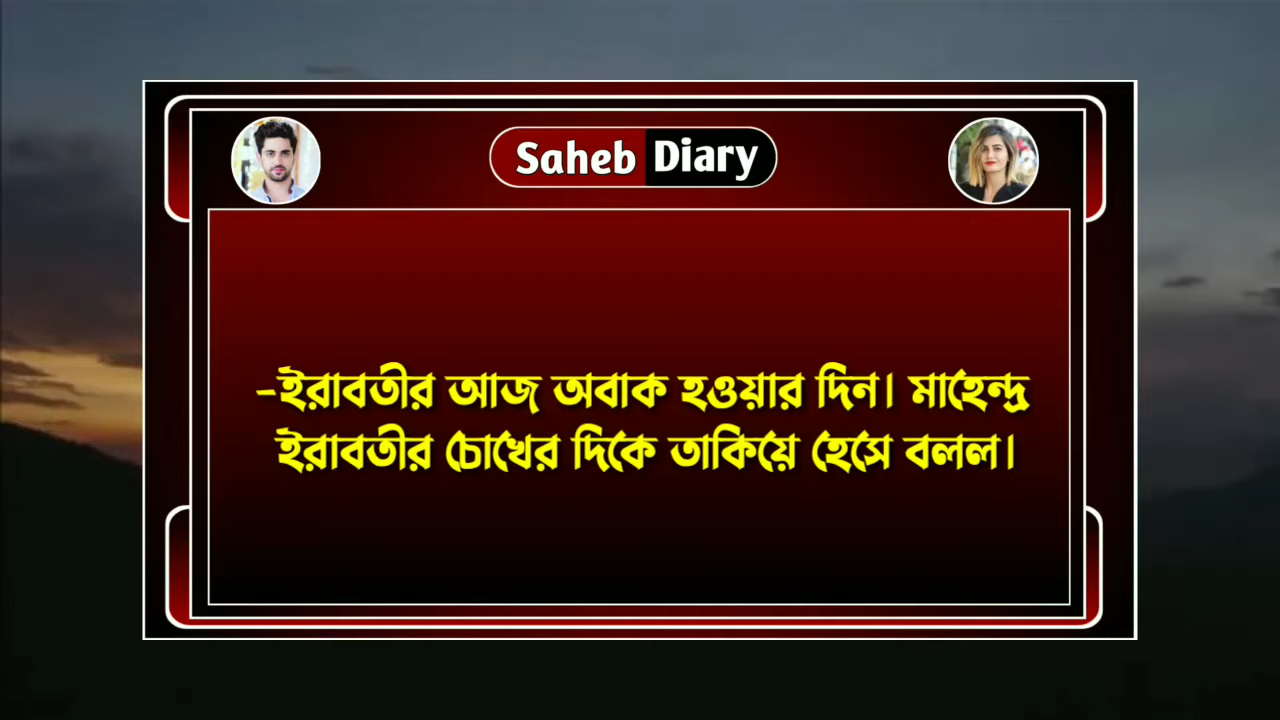 Saheb Diary
-ইরাবতীর আজ অবাক হওয়ার দিন। মাহেন্দ্র
ইরাবতীর চোখের দিকে তাকিয়ে হেসে বলল।